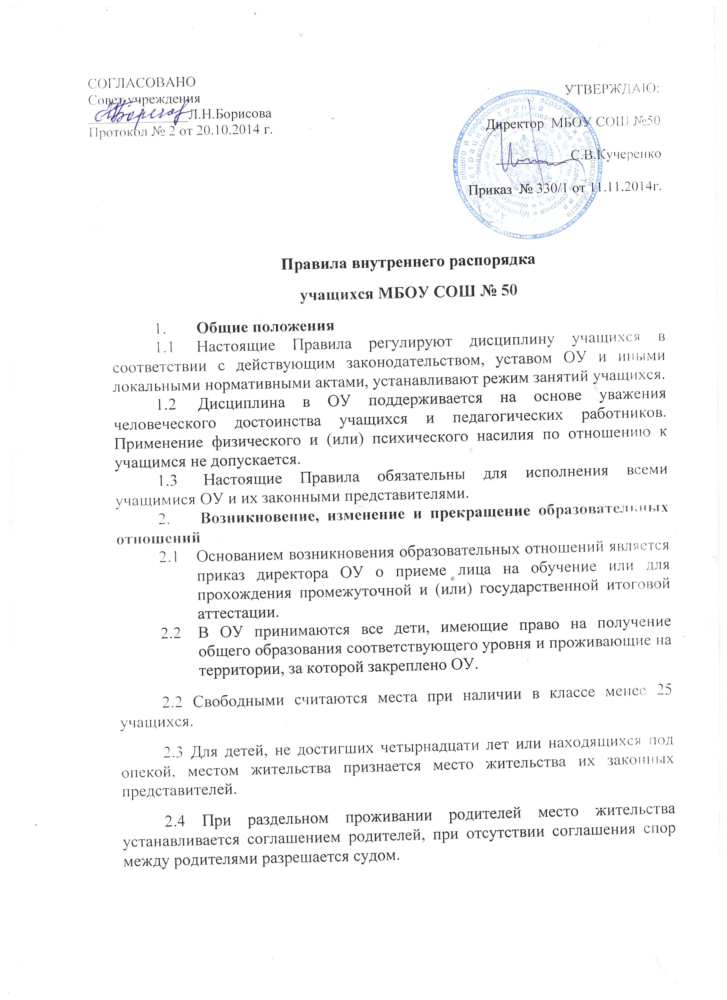 СОГЛАСОВАНО
Совет учреждения
Л.Н.Борисова
Протокол № 2 от 20.10.2014 г.
УТВЕРЖДАЮ:
Директор МБОУ СОШ №50
С.В.Кучеренко
Приказ № 330/1 от 11.11.2014г.
Правила внутреннего распорядка
учащихся МБОУ СОШ № 50
1. Общие положения
1.1 Настоящие Правила регулируют дисциплину учащихся в
соответствии с действующим законодательством, уставом ОУ и иными
локальными нормативными актами, устанавливают режим занятий учащихся.
1.2 Дисциплина в ОУ поддерживается на основе уважения
человеческого достоинства учащихся и педагогических работников.
Применение физического и (или) психического насилия по отношению к
учащимся не допускается.
1.3 Настоящие Правила обязательны для исполнения всеми
учащимися ОУ и их законными представителями.
2. Возникновение, изменение и прекращение образовательных
отношений
2.1 Основанием возникновения образовательных отношений является
приказ директора ОУ о приеме лица на обучение или для
прохождения промежуточной и (или) государственной итоговой
аттестации.
2.2 В ОУ принимаются все дети, имеющие право на получение
общего образования соответствующего уровня и проживающие на
территории, за которой закреплено ОУ.
2.2 Свободными считаются места при наличии в классе менее 25
учащихся.
2.3 Для детей, не достигших четырнадцати лет или находящихся под
опекой, местом жительства признается место жительства их законных
представителей.
2.4 При раздельном проживании родителей место жительства
устанавливается соглашением родителей, при отсутствии соглашения спор
между родителями разрешается судом.